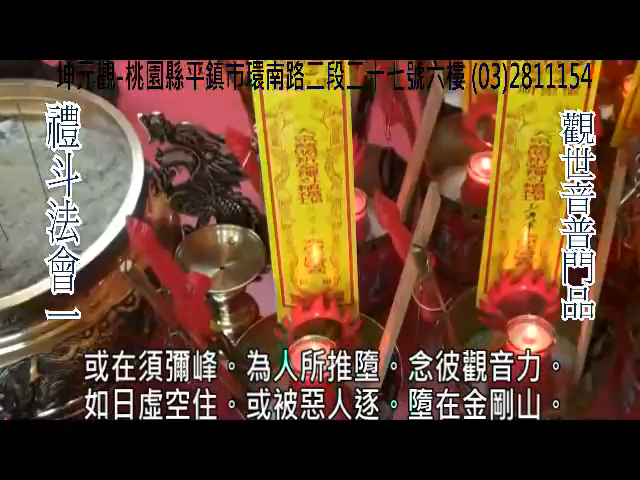 坤元觀-桃園縣平鎮市環南路二段二十七號六樓 (03)2811154
禮斗法會一
觀世音普門品
或在須彌峰。為人所推墮。念彼觀音力。
如日虛空住。或被惡人逐。墮在金剛山。